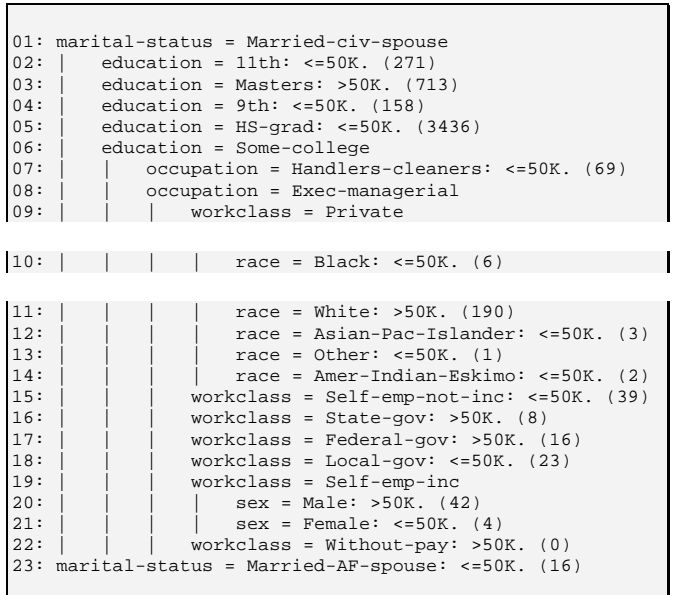 01: marital-status = Married-civ-spouse
02: |   education = 11th: <=50K. (271)
03: |   education = Masters: >50K. (713)
04: |   education = 9th: <=50K. (158)
05: |   education = HS-grad: <=50K. (3436)
06: |   education = Some-college
07: |   |   occupation = Handlers-cleaners: <=50K. (69)
08: |   |   occupation = Exec-managerial
09: |   |   |   workclass = Private
10: |   |   |   |   race = Black: <=50K. (6)
11: |   |   |   |   race = White: >50K. (190)
12: |   |   |   |   race = Asian-Pac-Islander: <=50K. (3)
13: |   |   |   |   race = Other: <=50K. (1)
14: |   |   |   |   race = Amer-Indian-Eskimo: <=50K. (2)
15: |   |   |   workclass = Self-emp-not-inc: <=50K. (39)
16: |   |   |   workclass = State-gov: >50K. (8)
17: |   |   |   workclass = Federal-gov: >50K. (16)
18: |   |   |   workclass = Local-gov: <=50K. (23)
19: |   |   |   workclass = Self-emp-inc
20: |   |   |   |   sex = Male: >50K. (42)
21: |   |   |   |   sex = Female: <=50K. (4)
22: |   |   |   workclass = Without-pay: >50K. (0)
23: marital-status = Married-AF-spouse: <=50K. (16)